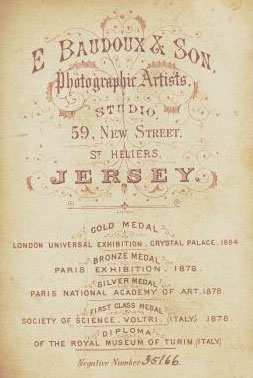 E BAUDOUX & SON.
Photographic Artists.
STUDIO
59, NEW STREET.
ST HELIERS.
JERSEY.
GOLD MEDAL
LONDON UNIVERSAL EXHIBITION, CRYSTAL PALACE, 1884
BRONZE MEDAL
PARIS EXHIBITION. 1878.
SILVER MEDAL
PARIS NATIONAL ACADEMY OF ART. 1878
FIRST CLASS MEDAL
SOCIETY OF SCIENCE, VOLTRI, (ITALY) 1878.
DIPLOMA
OF THE ROYAL MUSEUM OF TURIN (ITALY)
Negative Number 35166